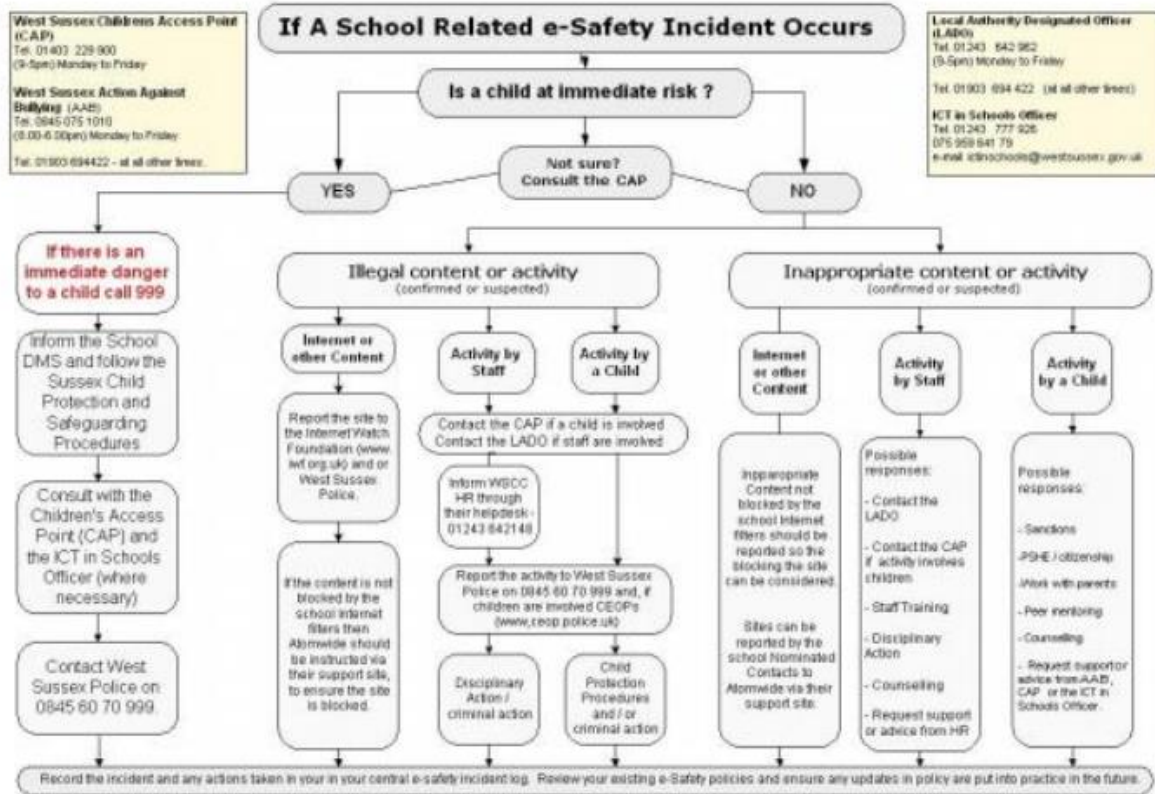 West Sussex Childrens Access Point
(CAP)
Tel. 01403 229 900
(9-5pm) Monday to Friday
West Sussex Action Against
Bullying (AAB)
Tel. 0845 075 1010
(8.00-6.00pm) Monday to Friday
Tel. 01903 694422 - at all other times.
If A School Related e-Safety Incident Occurs
Local Authority Designated Officer
(LADO)
Tel. 01243 642 962
(9-5pm) Monday to Friday
Tel. 01903 694 422 (at all other times)
ICT in Schools Officer
Tel. 01243 777 926
075 959 641 79
e-mail ictinschools@westsussex.gov.uk
Is a child at immediate risk ?
Not sure?
Consult the CAP
YES
NO
If there is an
immediate danger
to a child call 999
Inform the School
DMS and follow the
Sussex Child
Protection and
Safeguarding
Procedures
Consult with the
Children's Access
Point (CAP) and
the ICT in Schools
Officer (where
necessary)
Contact West
Sussex Police on
0845 60 70 999.
Illegal content or activity
(confirmed or suspected)
Internet or
other Content
Report the site to
the Internet Watch
Foundation (www.
iwf.org.uk) and or
West Sussex
Police.
If the content is not
blocked by the
school Internet
filters then
Atomwide should
be instructed via
their support site,
to ensure the site
is blocked.
Activity by
Staff
Activity by
a Child
Contact the CAP if a child is involved
Contact the LADO if staff are involved
Inform WSCC
HR through
their helpdesk -
01243 642148
Report the activity to West Sussex
Police on 0845 60 70 999 and, if
children are involved CEOPs
(www.ceop.police.uk)
Disciplinary
Action /
criminal action
Child
Protection
Procedures
and / or
criminal action
Inappropriate content or activity
(confirmed or suspected)
Internet
or other
Content
Inpparopriate
Content not
blocked by the
school Internet
filters should be
reported so the
blocking the site
can be considered.
Sites can be
reported by the
school Nominated
Contacts to
Atomwide via their
support site.
Activity
by Staff
Possible
responses:
- Contact the
LADO
- Contact the CAP
if activity involves
children
- Staff Training
- Disciplinary
Action
- Counselling
- Request support
or advice from HR
Activity
by a Child
Possible
responses:
- Sanctions
-PSHE / citizenship
-Work with parents
- Peer mentoring
-Counselling
- Request support or
advice from AAB,
CAP or the ICT in
Schools Officer.
Record the incident and any actions taken in your in your central e-safety incident log. Review your existing e-Safety policies and ensure any updates in policy are put into practice in the future.